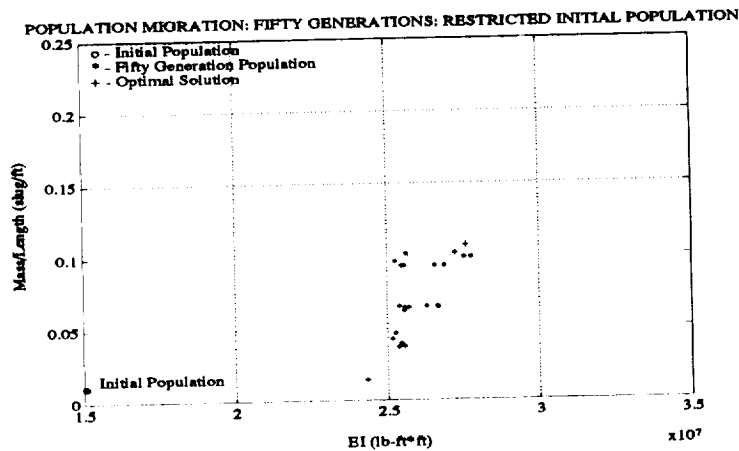 POPULATION MIGRATION: FIFTY GENERATIONS: RESTRICTED INITIAL POPULATION
o - Initial Population
* - Fifty Generation Population
+ - Optimal Solution
Mass/Length (slug/ft)
0.25
0.2
0.15
0.1
0.05
0
Initial Population
1.5 2 2.5 3 3.5
x10^7
EI (lb-ft*ft)